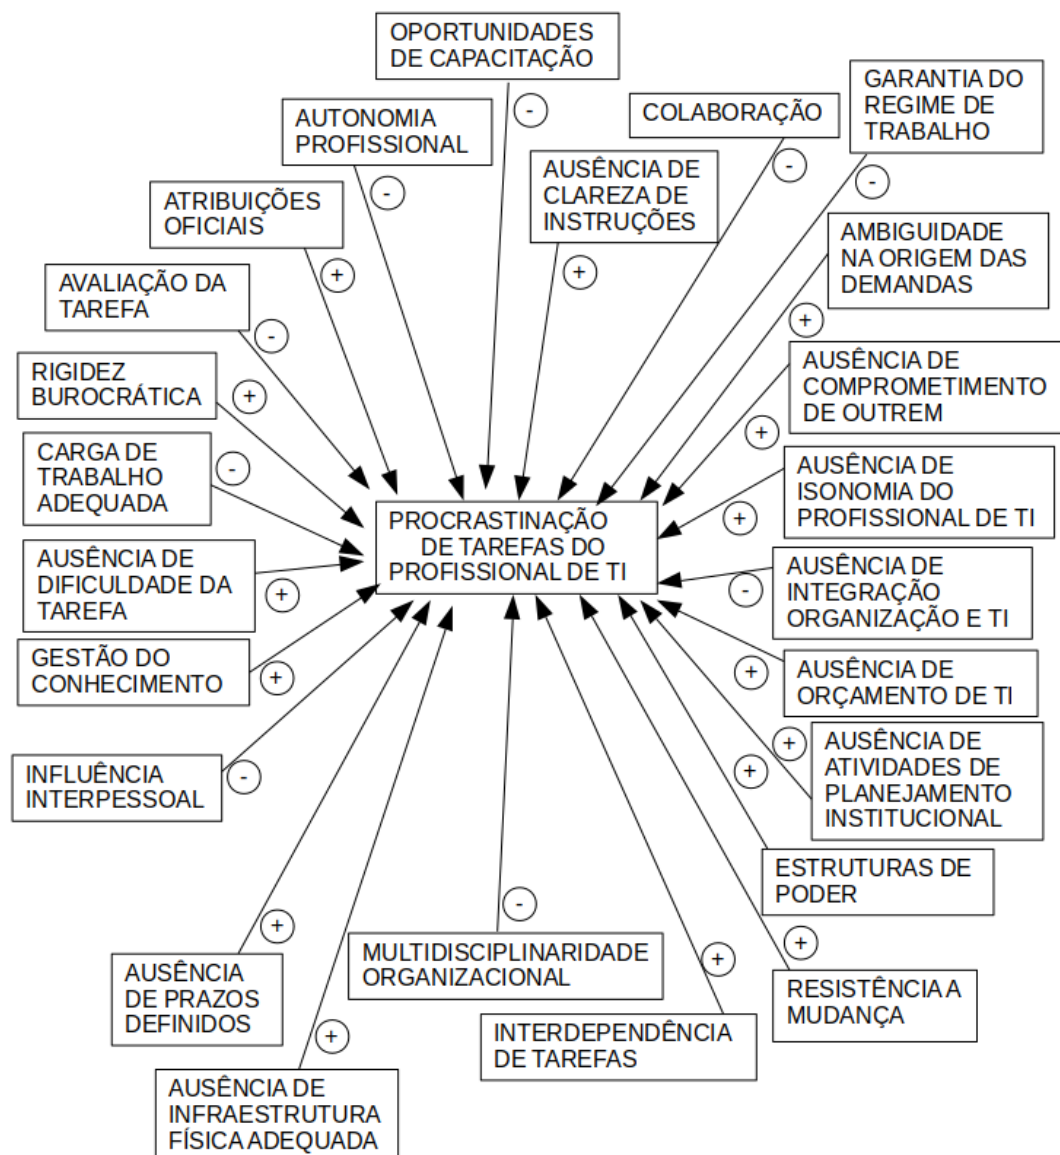 OPORTUNIDADES
DE CAPACITAÇÃO
-
GARANTIA DO
REGIME DE
TRABALHO
-
COLABORAÇÃO
-
AUTONOMIA
PROFISSIONAL
-
AUSÊNCIA DE
CLAREZA DE
INSTRUÇÕES
+
ATRIBUIÇÕES
OFICIAIS
+
AMBIGUIDADE
NA ORIGEM DAS
DEMANDAS
+
AVALIAÇÃO DA
TAREFA
-
RIGIDEZ
BUROCRÁTICA
+
AUSÊNCIA DE
COMPROMETIMENTO
DE OUTREM
+
CARGA DE
TRABALHO
ADEQUADA
-
AUSÊNCIA DE
ISONOMIA DO
PROFISSIONAL DE TI
+
PROCRASTINAÇÃO
DE TAREFAS DO
PROFISSIONAL DE TI
AUSÊNCIA DE
DIFICULDADE DA
TAREFA
+
AUSÊNCIA DE
INTEGRAÇÃO
ORGANIZAÇÃO E TI
-
GESTÃO DO
CONHECIMENTO
+
AUSÊNCIA DE
ORÇAMENTO DE TI
+
AUSÊNCIA DE
ATIVIDADES DE
PLANEJAMENTO
INSTITUCIONAL
+
INFLUÊNCIA
INTERPESSOAL
-
ESTRUTURAS DE
PODER
+
AUSÊNCIA
DE PRAZOS
DEFINIDOS
+
MULTIDISCIPLINARIDADE
ORGANIZACIONAL
-
RESISTÊNCIA A
MUDANÇA
+
INTERDEPENDÊNCIA
DE TAREFAS
+
AUSÊNCIA DE
INFRAESTRUTURA
FÍSICA ADEQUADA
+